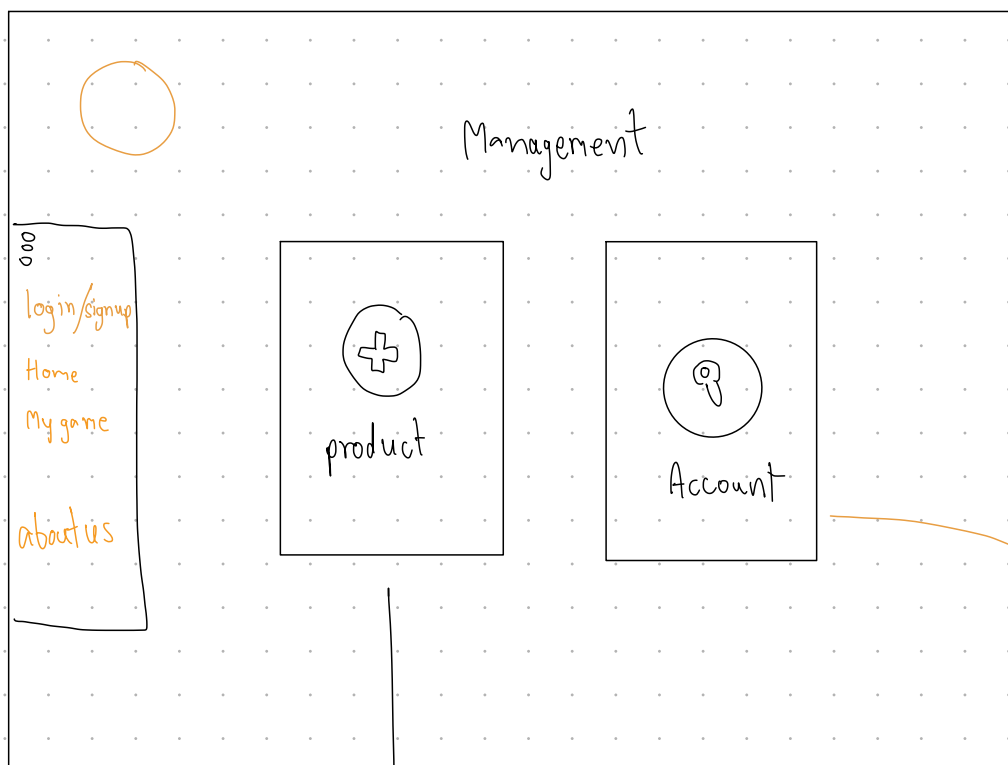 Management
login/signup
Home
My game
about us
product
Account